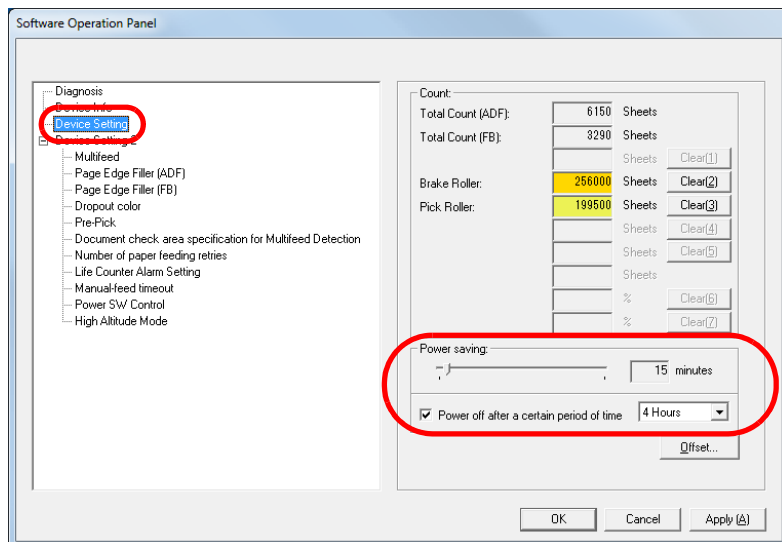 Software Operation Panel
Diagnosis
Device Info
Device Setting
Device Setting 2
Multifeed
Page Edge Filler (ADF)
Page Edge Filler (FB)
Dropout color
Pre-Pick
Document check area specification for Multifeed Detection
Number of paper feeding retries
Life Counter Alarm Setting
Manual-feed timeout
Power SW Control
High Altitude Mode
Count:
Total Count (ADF): 6150 Sheets
Total Count (FB): 3290 Sheets
Sheets Clear(1)
Brake Roller: 256000 Sheets Clear(2)
Pick Roller: 199500 Sheets Clear(3)
Sheets Clear(4)
Sheets Clear(5)
Sheets
% Clear(6)
% Clear(7)
Power saving:
15 minutes
Power off after a certain period of time 4 Hours
Offset...
OK Cancel Apply (A)